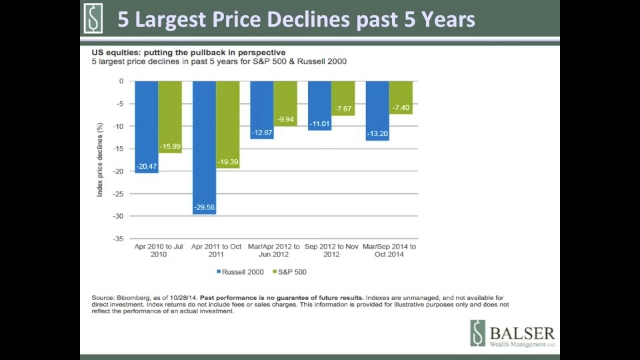 5 Largest Price Declines past 5 Years
US equities: putting the pullback in perspective
5 largest price declines in past 5 years for S&P 500 & Russell 2000
Index price declines (%)
0
-5
-10
-15
-20
-25
-30
-35
-20.47
-15.99
-29.56
-19.39
-12.87
-9.94
-11.01
-7.67
-13.20
-7.40
Apr 2010 to Jul
2010
Apr 2011 to Oct
2011
Mar/Apr 2012 to
Jun 2012
Sep 2012 to Nov
2012
Mar/Sep 2014 to
Oct 2014
Russell 2000
S&P 500
Source: Bloomberg, as of 10/28/14. Past performance is no guarantee of future results. Indexes are unmanaged, and not available for
direct investment. Index returns do not include fees or sales charges. This information is provided for illustrative purposes only and does not
reflect the performance of an actual investment.
BALSER
Wealth Management LLC